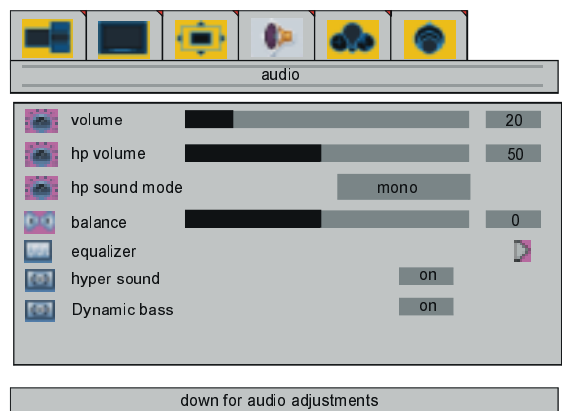 audio
volume 20
hp volume 50
hp sound mode mono
balance 0
equalizer
hyper sound on
Dynamic bass on
down for audio adjustments